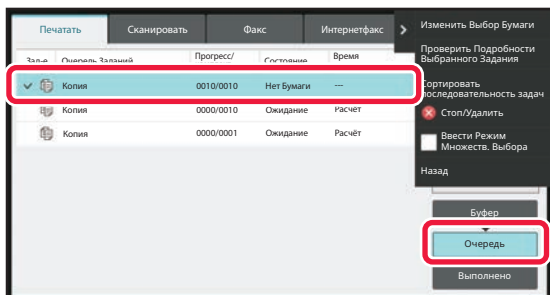 Печатать Сканировать Факс Интернетфакс
Зад-е Очередь Заданий Прогресс/ Состояние Время
Копия 0010/0010 Нет Бумаги ---
Копия 0000/0010 Ожидание Расчёт
Копия 0000/0001 Ожидание Расчёт
Изменить Выбор Бумаги
Проверить Подробности
Выбранного Задания
Сортировать
последовательность задач
Стоп/Удалить
Ввести Режим
Множеств. Выбора
Назад
Буфер
Очередь
Выполнено